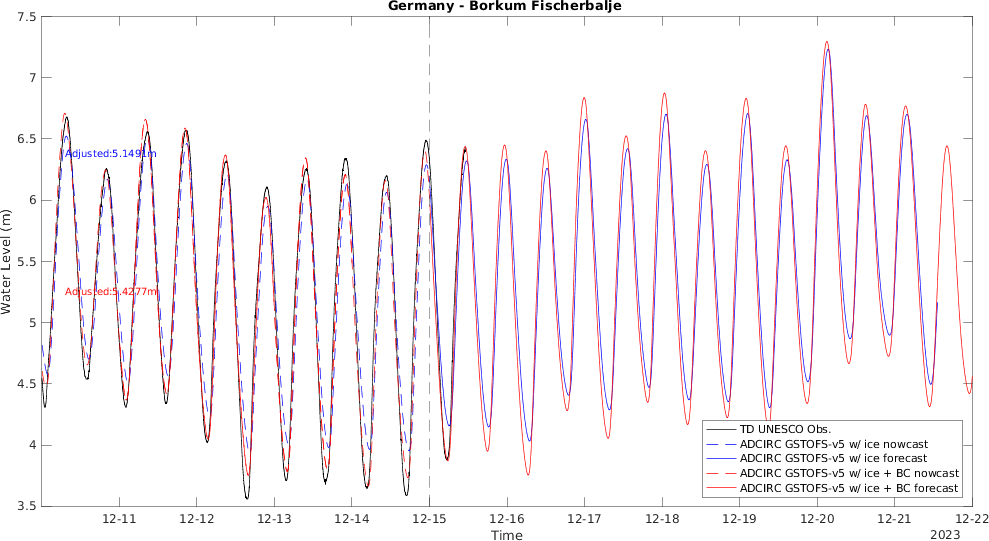 Germany - Borkum Fischerbalje
7.5
7
6.5
6
5.5
5
4.5
4
3.5
Water Level (m)
Adjusted:5.1491m
Adjusted:5.4277m
TD UNESCO Obs.
ADCIRC GSTOFS-v5 w/ ice nowcast
ADCIRC GSTOFS-v5 w/ ice forecast
ADCIRC GSTOFS-v5 w/ ice + BC nowcast
ADCIRC GSTOFS-v5 w/ ice + BC forecast
12-11 12-12 12-13 12-14 12-15 12-16 12-17 12-18 12-19 12-20 12-21 12-22
Time
2023